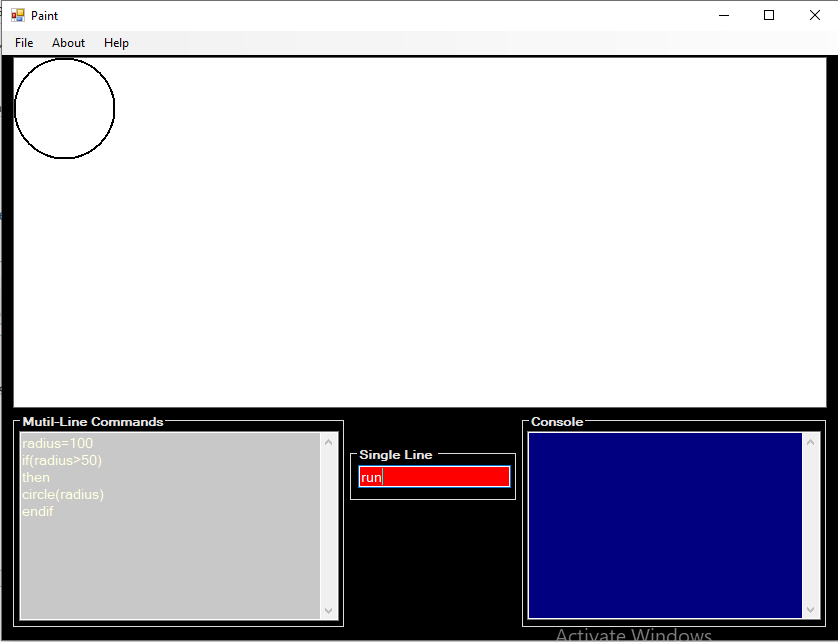 Paint
File About Help
Mutil-Line Commands
radius=100
if(radius>50)
then
circle(radius)
endif
Single Line
run
Console
Activate Windows